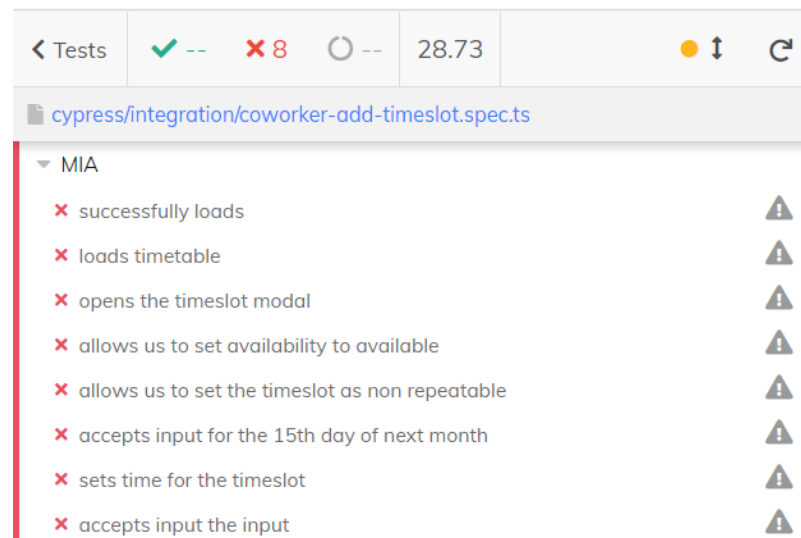 Tests -- 8 -- 28.73
cypress/integration/coworker-add-timeslot.spec.ts
MIA
successfully loads
loads timetable
opens the timeslot modal
allows us to set availability to available
allows us to set the timeslot as non repeatable
accepts input for the 15th day of next month
sets time for the timeslot
accepts input the input